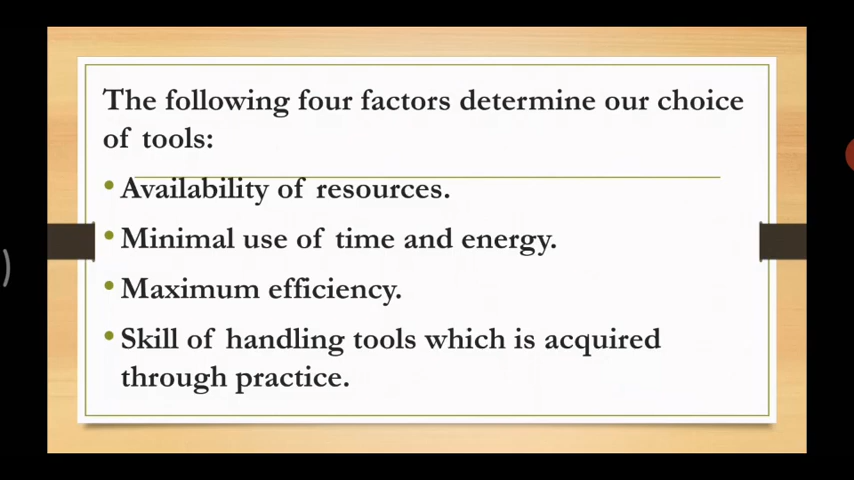 The following four factors determine our choice
of tools:
• Availability of resources.
• Minimal use of time and energy.
• Maximum efficiency.
• Skill of handling tools which is acquired
through practice.